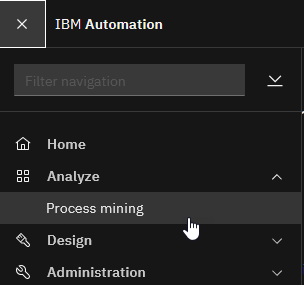 IBM Automation
Filter navigation
Home
Analyze
Process mining
Design
Administration